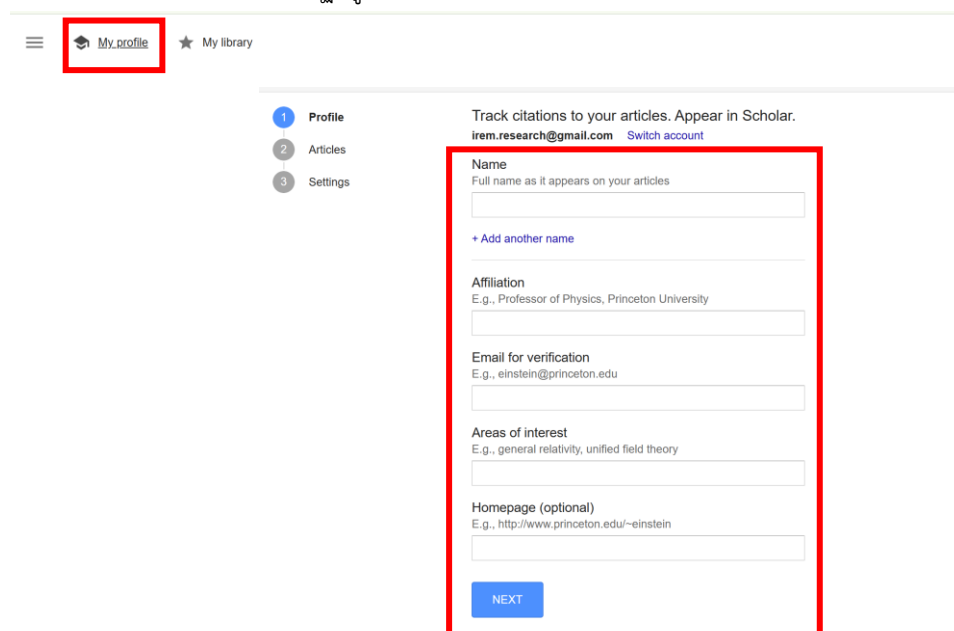 My profile
My library
1 Profile
2 Articles
3 Settings
Track citations to your articles. Appear in Scholar.
irem.research@gmail.com Switch account
Name
Full name as it appears on your articles
+ Add another name
Affiliation
E.g., Professor of Physics, Princeton University
Email for verification
E.g., einstein@princeton.edu
Areas of interest
E.g., general relativity, unified field theory
Homepage (optional)
E.g., http://www.princeton.edu/~einstein
NEXT